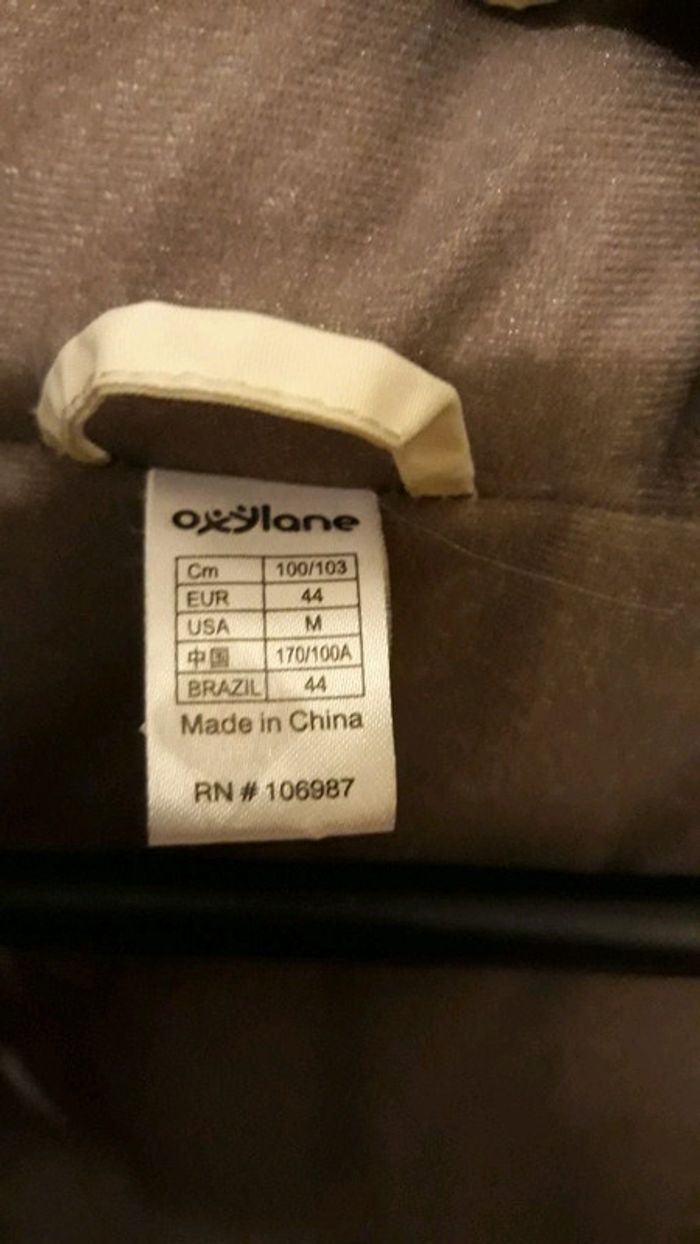 oxylane
Cm 100/103
EUR 44
USA M
中国 170/100A
BRAZIL 44
Made in China
RN # 106987